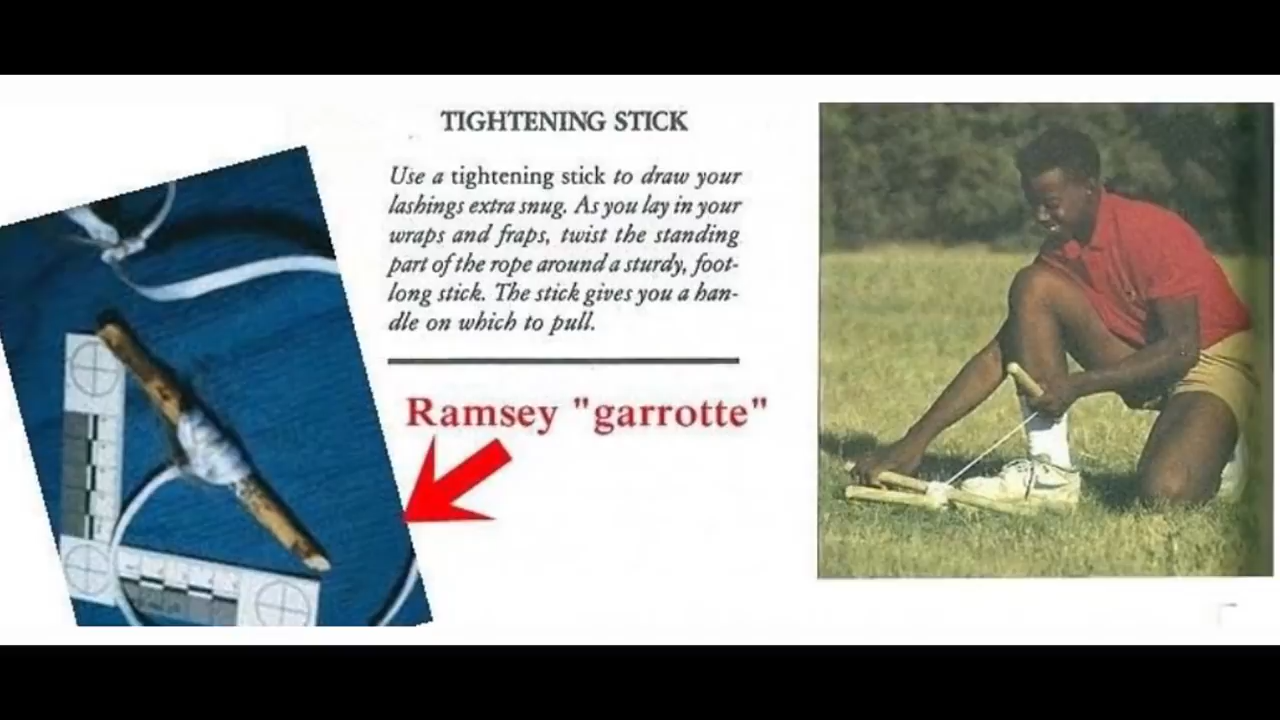 TIGHTENING STICK
Use a tightening stick to draw your
lashings extra snug. As you lay in your
wraps and fraps, twist the standing
part of the rope around a sturdy, foot-
long stick. The stick gives you a han-
dle on which to pull.
Ramsey "garrotte"